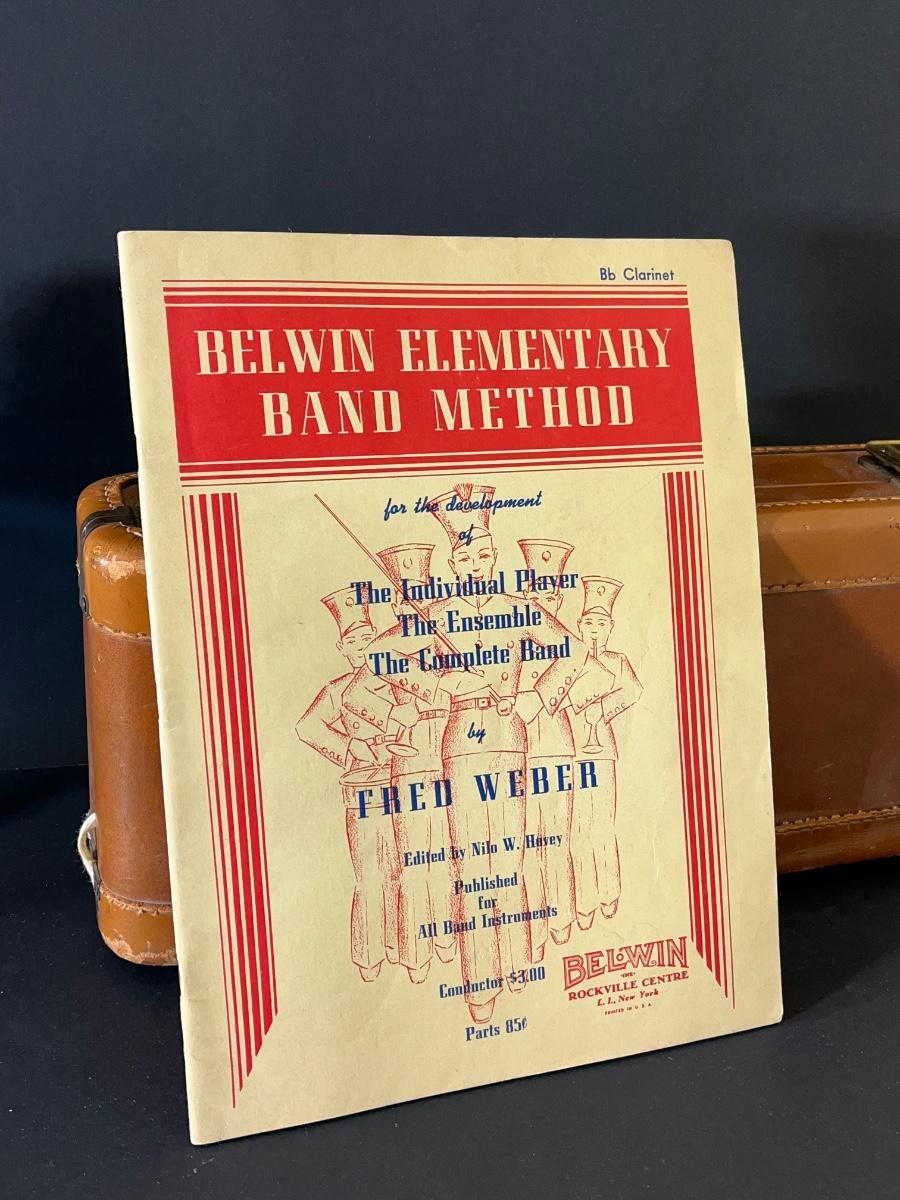 Bb Clarinet
BELWIN ELEMENTARY
BAND METHOD
for the development
of
The Individual Player
The Ensemble
The Complete Band
by
FRED WEBER
Edited by Nilo W. Hovey
Published
for
All Band Instruments
Conductor $3.00
Parts 85¢
BELWIN
INC.
ROCKVILLE CENTRE
L. I., New York
PRINTED IN U. S. A.